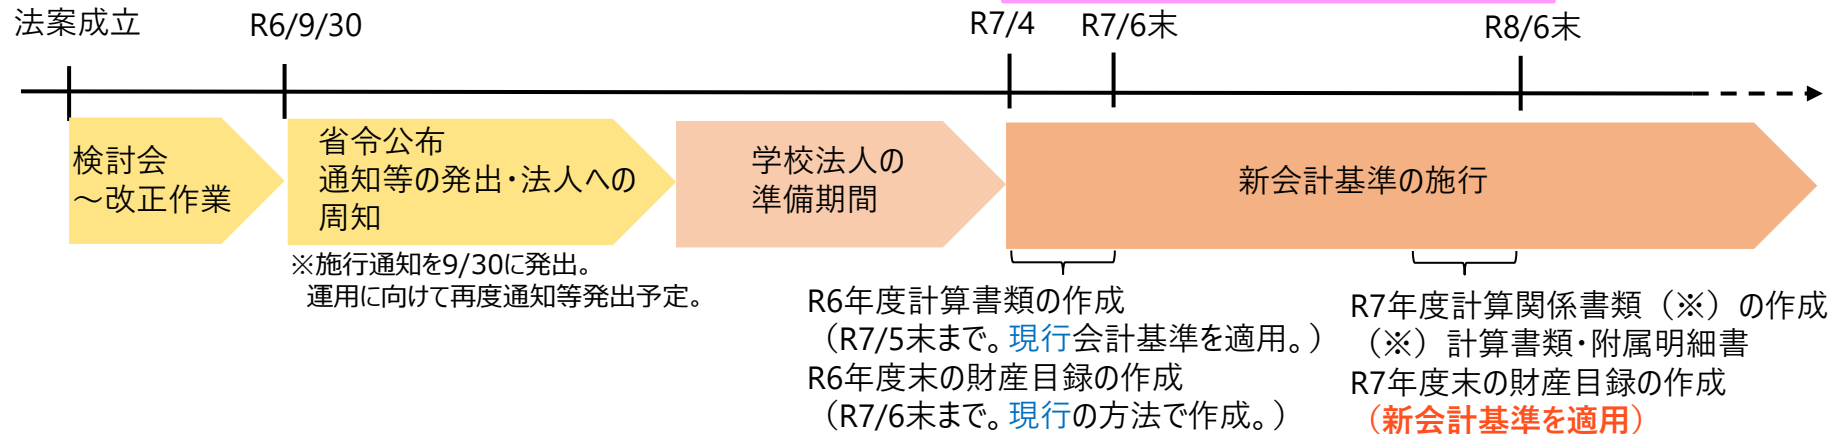 法案成立
R6/9/30
R7/4
R7/6末
R8/6末
検討会
～改正作業
省令公布
通知等の発出・法人への
周知
学校法人の
準備期間
新会計基準の施行
※施行通知を9/30に発出。
運用に向けて再度通知等発出予定。
R6年度計算書類の作成
（R7/5末まで。現行会計基準を適用。）
R6年度末の財産目録の作成
（R7/6末まで。現行の方法で作成。）
R7年度計算関係書類（※）の作成
（※）計算書類・附属明細書
R7年度末の財産目録の作成
（新会計基準を適用）